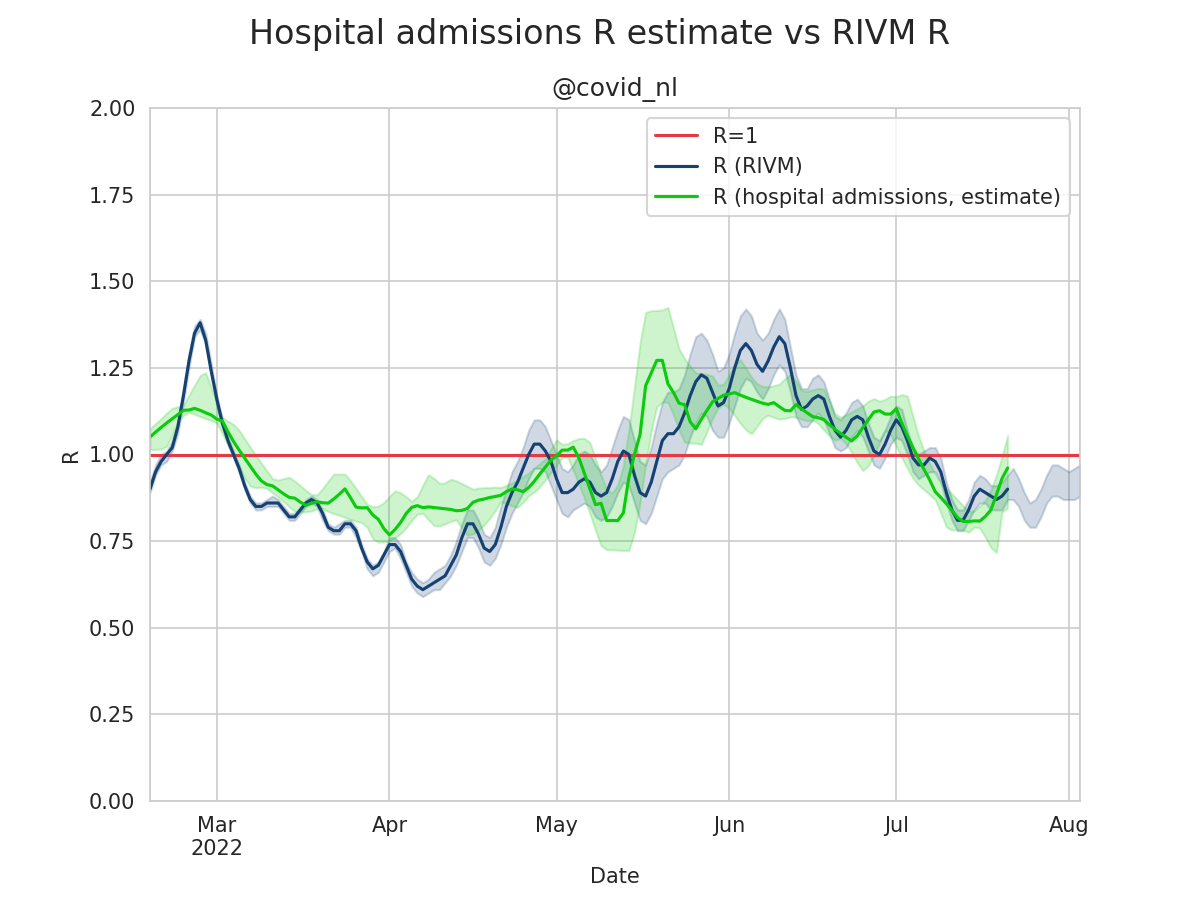 Hospital admissions R estimate vs RIVM R
@covid_nl
R=1
R (RIVM)
R (hospital admissions, estimate)
2.00
1.75
1.50
1.25
1.00
0.75
0.50
0.25
0.00
R
Mar
2022
Apr
May
Jun
Jul
Aug
Date